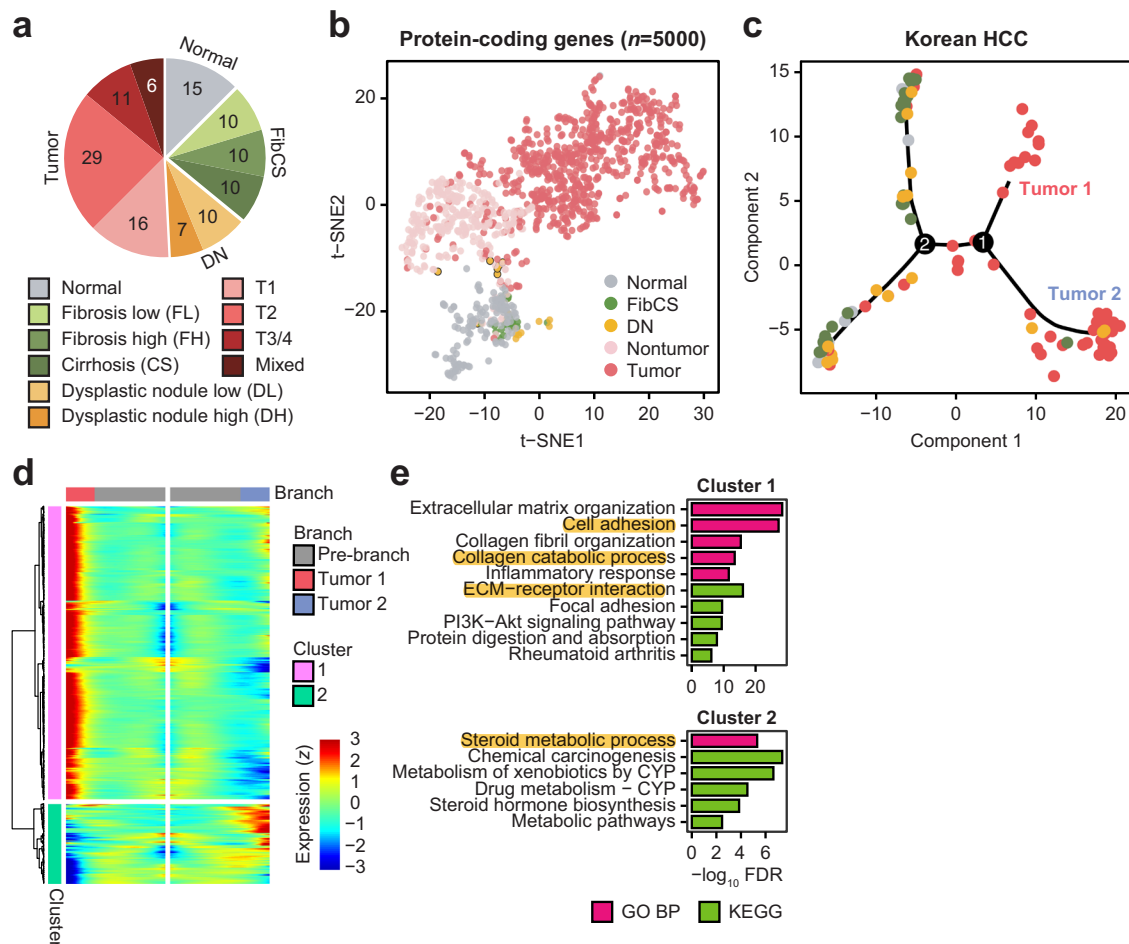 a
Normal
15
10
FibCS
10
10
10
DN
7
16
Tumor
29
11
6
Normal
Fibrosis low (FL)
Fibrosis high (FH)
Cirrhosis (CS)
Dysplastic nodule low (DL)
Dysplastic nodule high (DH)
T1
T2
T3/4
Mixed
b
Protein-coding genes (n=5000)
t-SNE2
20
0
−20
−20
−10
0
10
20
30
t-SNE1
Normal
FibCS
DN
Nontumor
Tumor
c
Korean HCC
Component 2
15
10
5
0
−5
−10
0
10
20
Component 1
Tumor 1
Tumor 2
2
1
d
Branch
Branch
Pre-branch
Tumor 1
Tumor 2
Cluster
1
2
Expression (z)
3
2
1
0
−1
−2
−3
Cluster
e
Cluster 1
Extracellular matrix organization
Cell adhesion
Collagen fibril organization
Collagen catabolic process
Inflammatory response
ECM−receptor interaction
Focal adhesion
PI3K−Akt signaling pathway
Protein digestion and absorption
Rheumatoid arthritis
0
10
20
Cluster 2
Steroid metabolic process
Chemical carcinogenesis
Metabolism of xenobiotics by CYP
Drug metabolism − CYP
Steroid hormone biosynthesis
Metabolic pathways
0
2
4
6
−log10 FDR
GO BP
KEGG